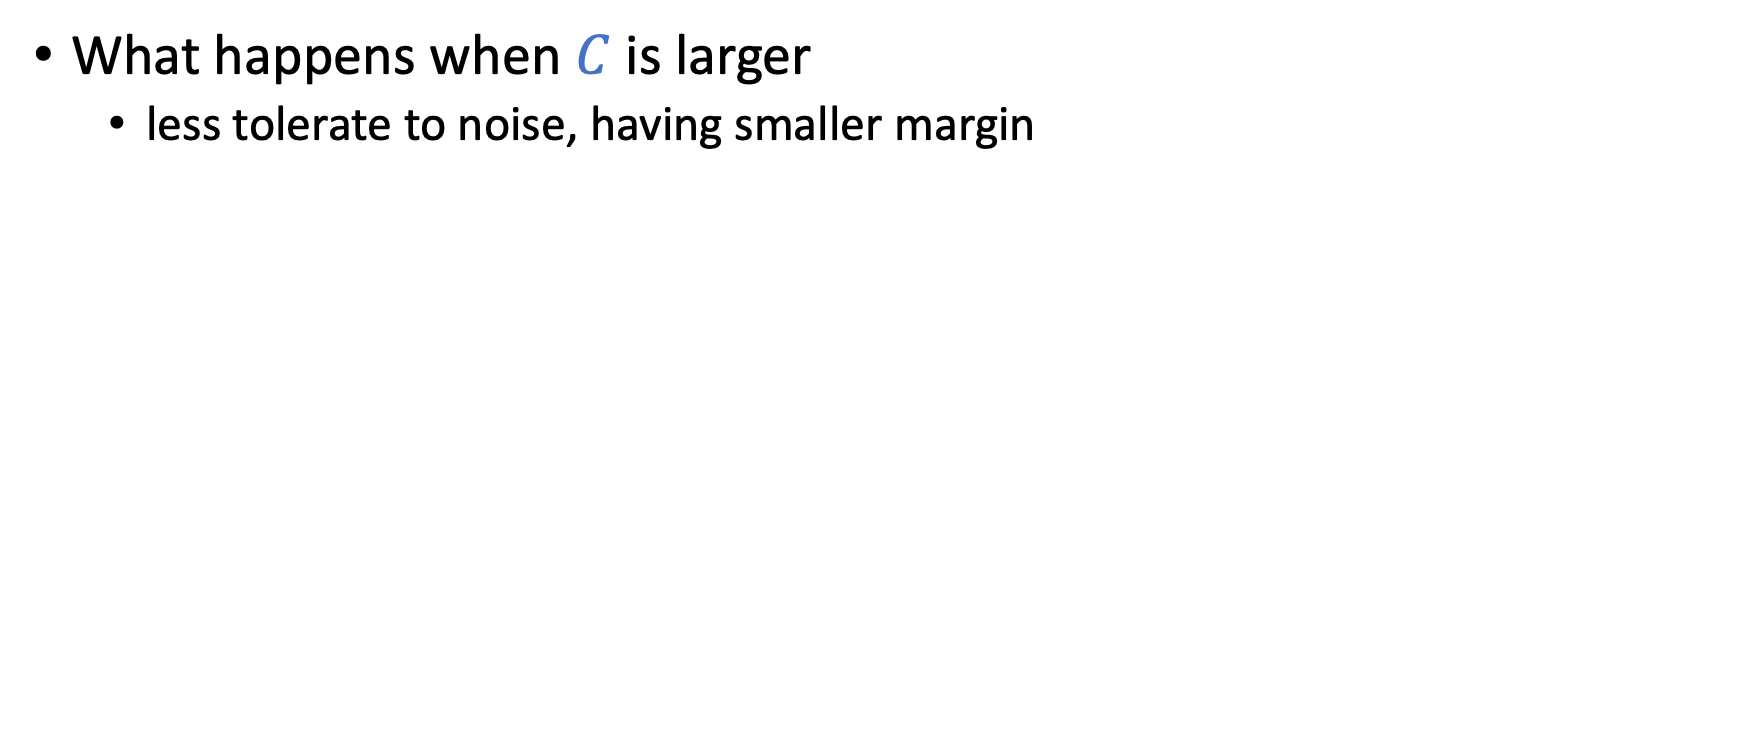 • What happens when C is larger
• less tolerate to noise, having smaller margin